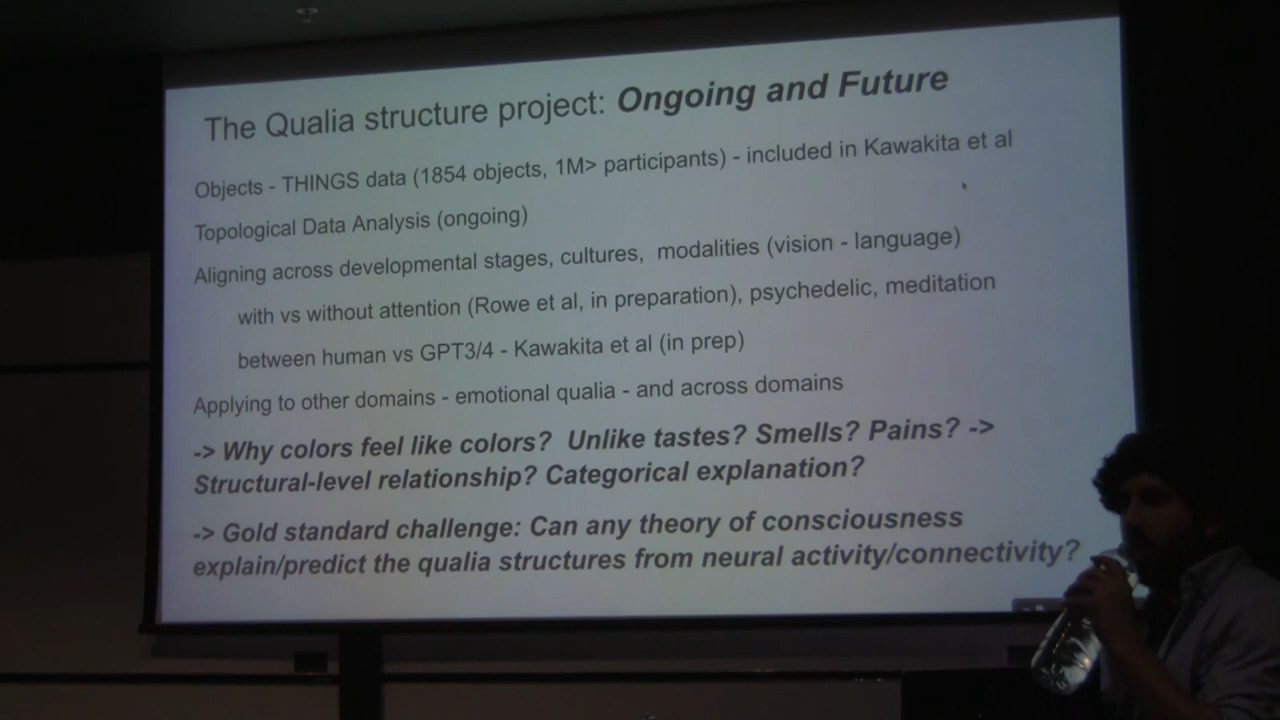 The Qualia structure project: Ongoing and Future
Objects - THINGS data (1854 objects, 1M> participants) - included in Kawakita et al
Topological Data Analysis (ongoing)
Aligning across developmental stages, cultures,  modalities (vision - language)
with vs without attention (Rowe et al, in preparation), psychedelic, meditation
between human vs GPT3/4 - Kawakita et al (in prep)
Applying to other domains - emotional qualia - and across domains
-> Why colors feel like colors?  Unlike tastes? Smells? Pains? ->
Structural-level relationship? Categorical explanation?
-> Gold standard challenge: Can any theory of consciousness
explain/predict the qualia structures from neural activity/connectivity?